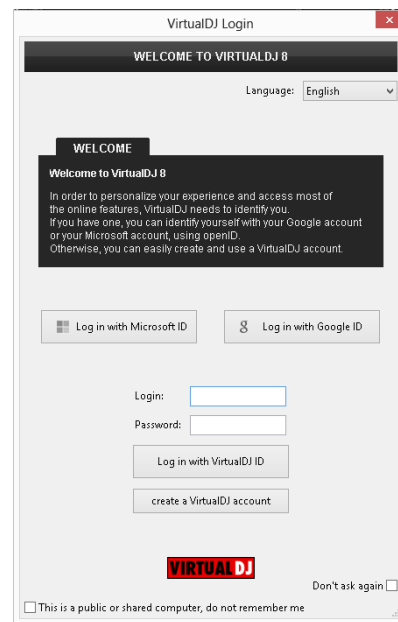 VirtualDJ Login
WELCOME TO VIRTUALDJ 8
Language: English
WELCOME
Welcome to VirtualDJ 8
In order to personalize your experience and access most of
the online features, VirtualDJ needs to identify you.
If you have one, you can identify yourself with your Google account
or your Microsoft account, using openID.
Otherwise, you can easily create and use a VirtualDJ account.
Log in with Microsoft ID
g Log in with Google ID
Login:
Password:
Log in with VirtualDJ ID
create a VirtualDJ account
VIRTUAL DJ
Don't ask again
This is a public or shared computer, do not remember me